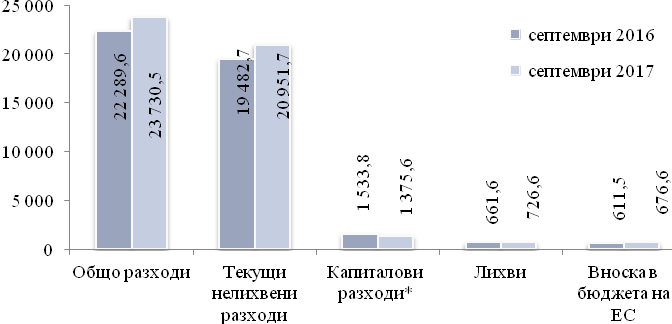 25 000
20 000
15 000
10 000
5 000
0
септември 2016
септември 2017
22 289,6
23 730,5
19 482,7
20 951,7
1 533,8
1 375,6
661,6
726,6
611,5
676,6
Общо разходи
Текущи
нелихвени
разходи
Капиталови
разходи*
Лихви
Вноска в
бюджета на
ЕС